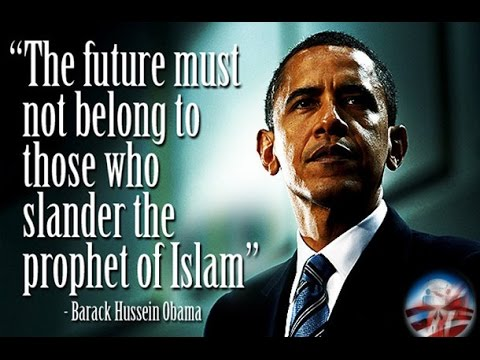 “The future must
not belong to
those who
slander the
prophet of Islam”
- Barack Hussein Obama